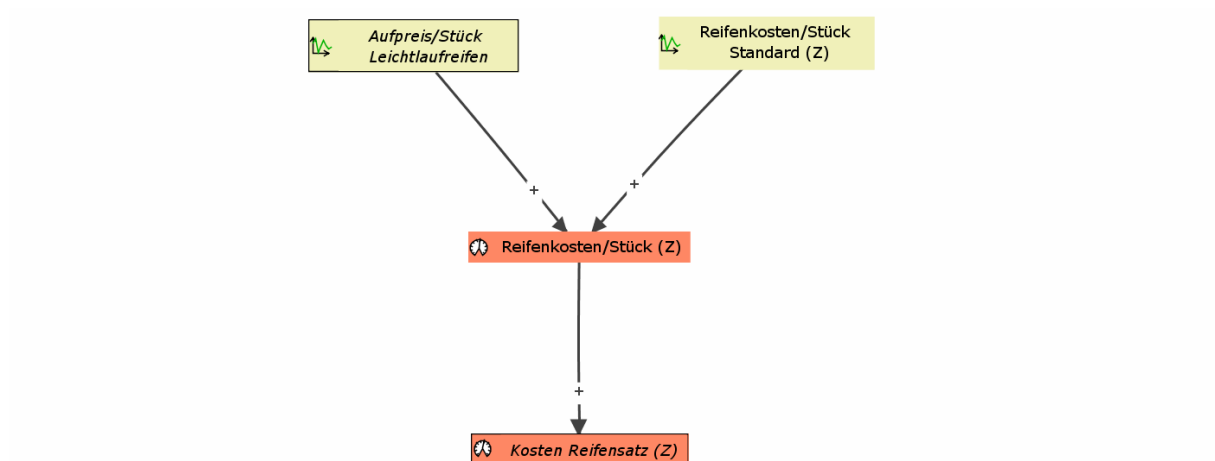 Aufpreis/Stück
Leichtlaufreifen
Reifenkosten/Stück
Standard (Z)
+
+
Reifenkosten/Stück (Z)
+
Kosten Reifensatz (Z)